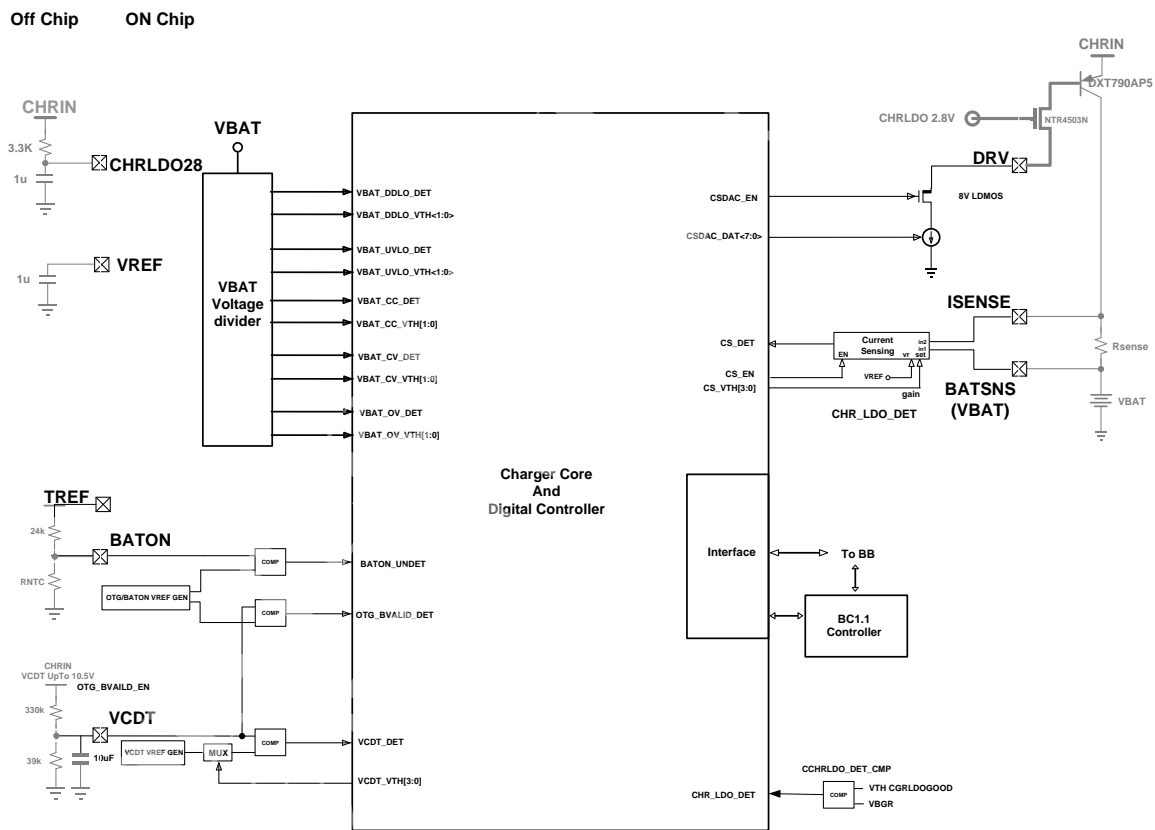 Off Chip ON Chip
CHRIN
3.3K
1u
CHRLDO28
VREF
1u
VBAT
VBAT
Voltage
divider
VBAT_DDLO_DET
VBAT_DDLO_VTH<1:0>
VBAT_UVLO_DET
VBAT_UVLO_VTH<1:0>
VBAT_CC_DET
VBAT_CC_VTH[1:0]
VBAT_CV_DET
VBAT_CV_VTH[1:0]
VBAT_OV_DET
VBAT_OV_VTH[1:0]
TREF
24k
BATON
RNTC
OTG/BATON VREF GEN
COMP
COMP
BATON_UNDET
OTG_BVALID_DET
CHRIN
VCDT UpTo 10.5V
OTG_BVAILD_EN
330k
VCDT
39k
10uF
VCDT VREF GEN
MUX
COMP
VCDT_DET
VCDT_VTH[3:0]
Charger Core
And
Digital Controller
CHRIN
DXT790AP5
CHRLDO 2.8V
NTR4503N
DRV
CSDAC_EN
8V LDMOS
CSDAC_DAT<7:0>
ISENSE
CS_DET
Current
Sensing
in2
in1
EN
vr
set
Rsense
CS_EN
VREF
CS_VTH[3:0]
gain
BATSNS
(VBAT)
VBAT
CHR_LDO_DET
Interface
To BB
BC1.1
Controller
CCHRLDO_DET_CMP
CHR_LDO_DET
COMP
VTH CGRLDOGOOD
VBGR